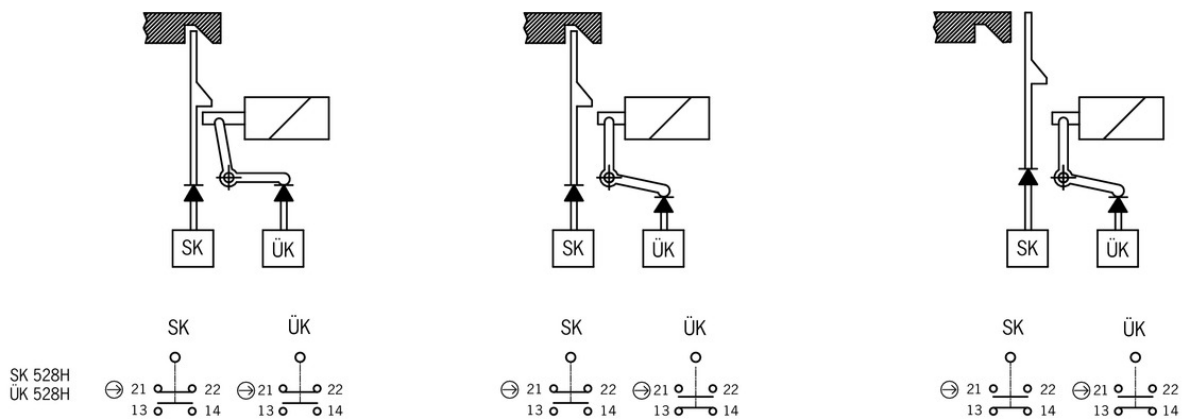 SK ÜK SK ÜK SK ÜK
SK ÜK SK ÜK SK ÜK
SK 528H
ÜK 528H
21 22 21 22 21 22 21 22 21 22 21 22
13 14 13 14 13 14 13 14 13 14 13 14